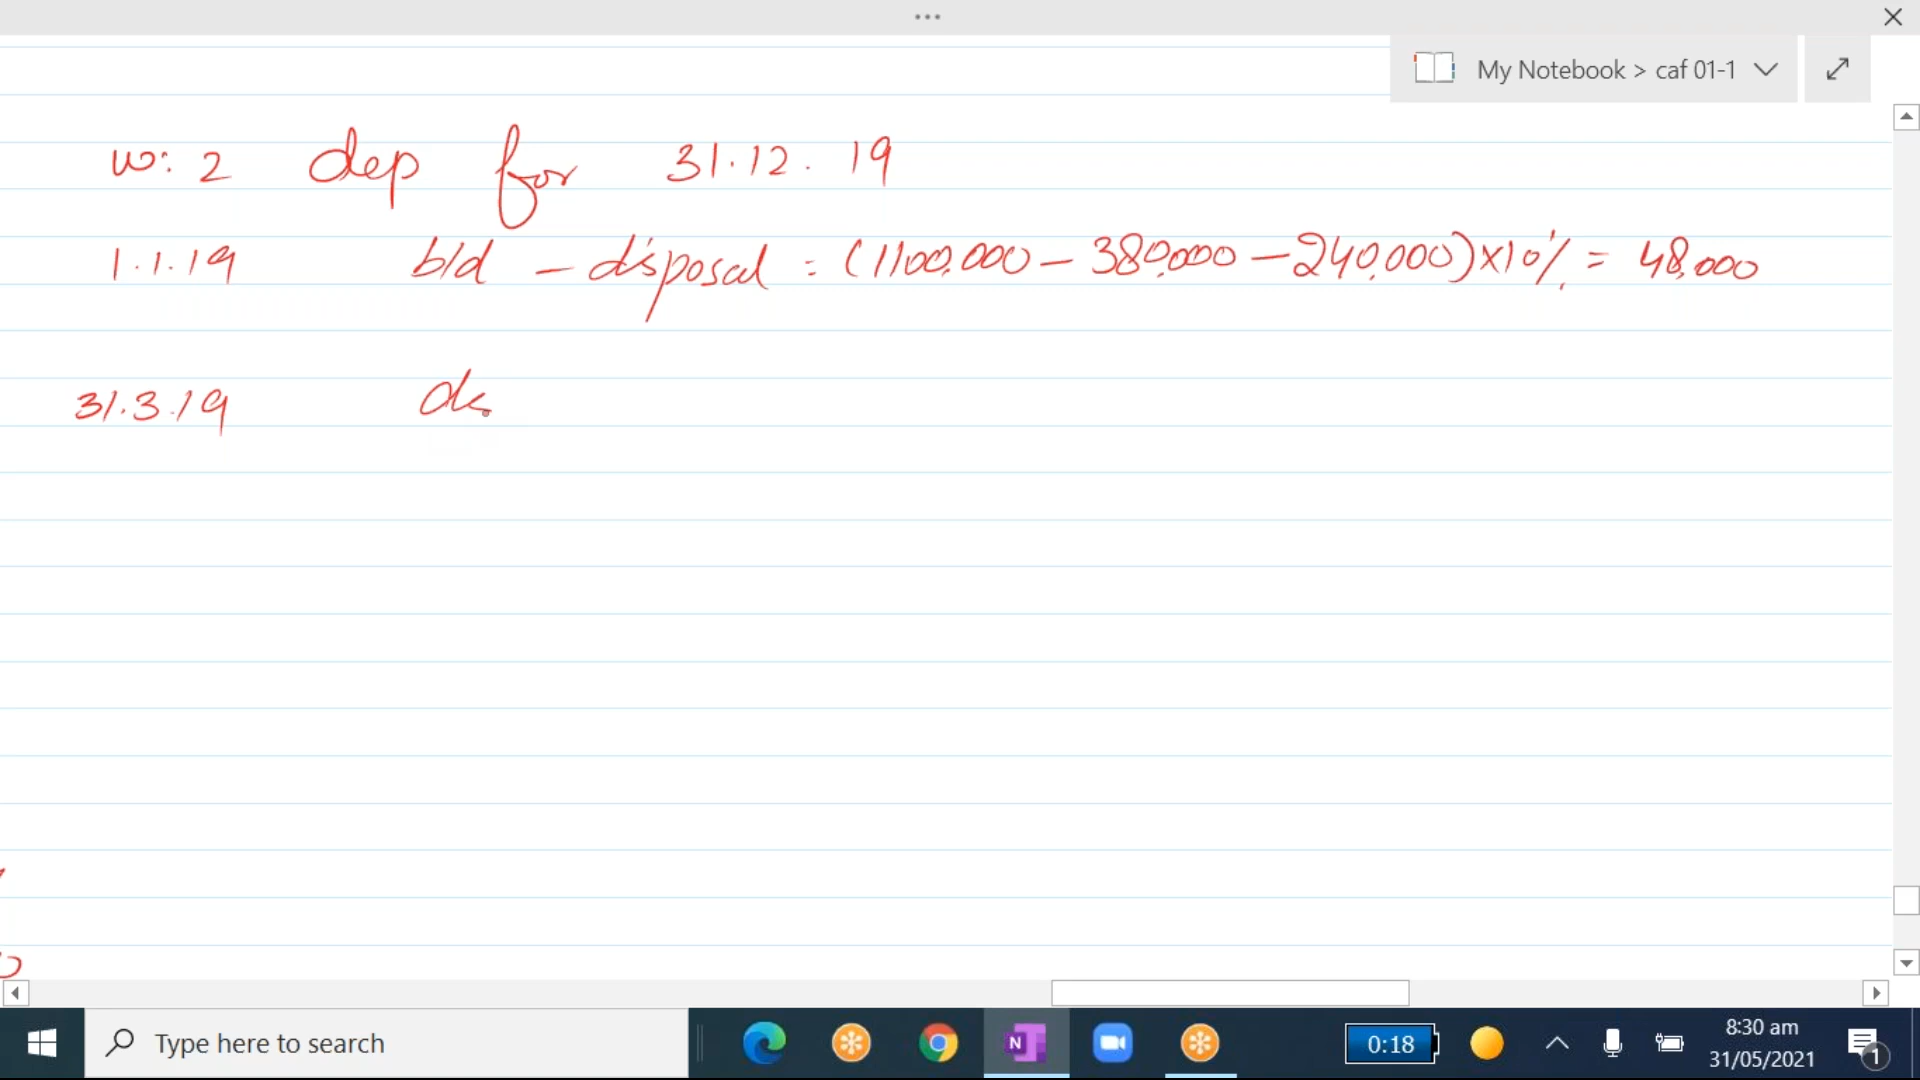 My Notebook > caf 01-1
w: 2 dep for 31.12.19
1.1.19 b/d - disposal = (1100,000 - 380,000 - 240,000) x 10% = 48,000
31.3.19
Type here to search
0:18
8:30 am
31/05/2021
1